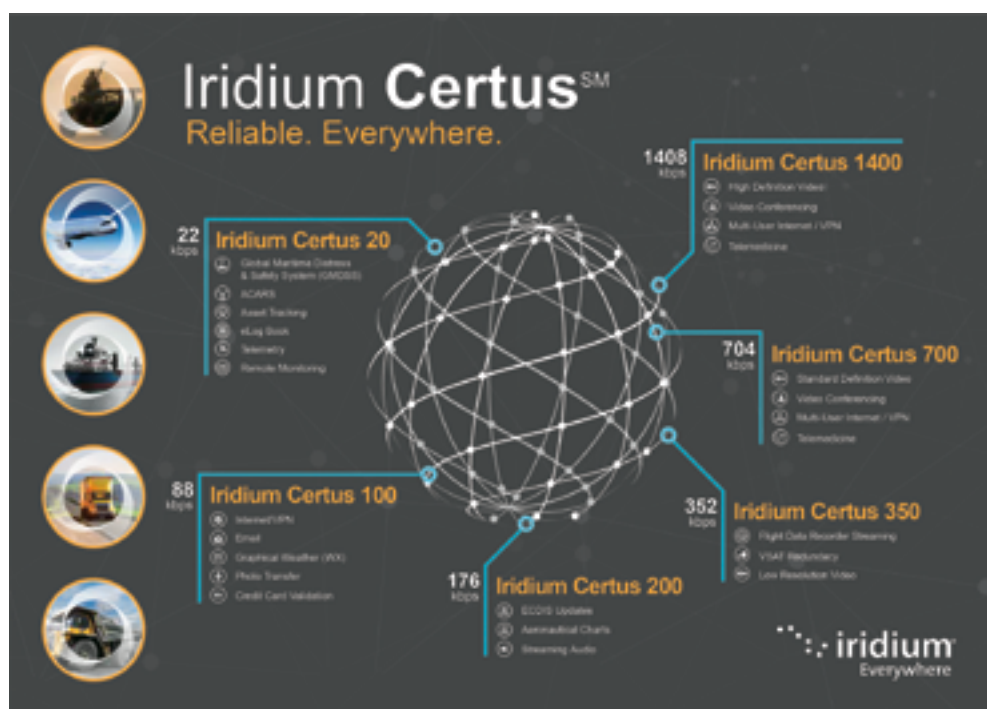 Iridium Certus℠
Reliable. Everywhere.
22
kbps
Iridium Certus 20
Global Maritime Distress
& Safety System (GMDSS)
ACARS
Asset Tracking
eLog Book
Telemetry
Remote Monitoring
88
kbps
Iridium Certus 100
Internet/VPN
Email
Graphical Weather (WX)
Photo Transfer
Credit Card Validation
176
kbps
Iridium Certus 200
ECDIS Updates
Aeronautical Charts
Streaming Audio
1408
kbps
Iridium Certus 1400
High Definition Video
Video Conferencing
Multi-User Internet / VPN
Telemedicine
704
kbps
Iridium Certus 700
Standard Definition Video
Video Conferencing
Multi-User Internet / VPN
Telemedicine
352
kbps
Iridium Certus 350
Flight Data Recorder Streaming
VSAT Redundancy
Low Resolution Video
iridium
Everywhere